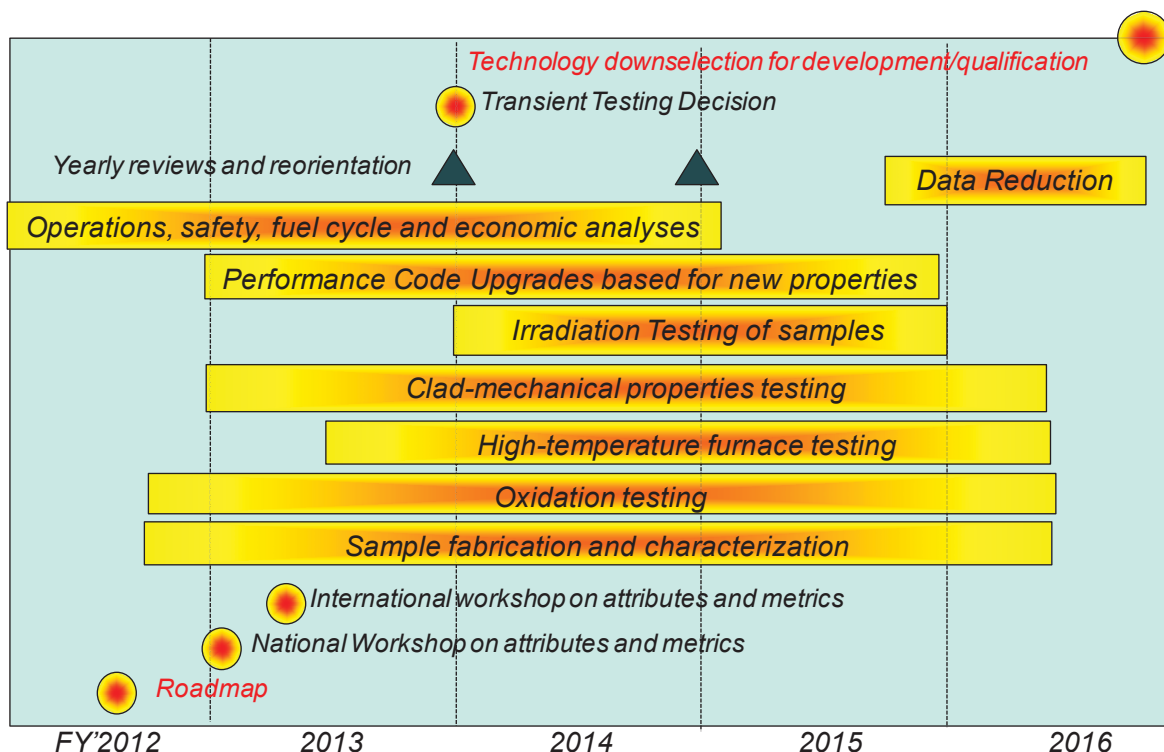 Technology downselection for development/qualification
Transient Testing Decision
Yearly reviews and reorientation
Data Reduction
Operations, safety, fuel cycle and economic analyses
Performance Code Upgrades based for new properties
Irradiation Testing of samples
Clad-mechanical properties testing
High-temperature furnace testing
Oxidation testing
Sample fabrication and characterization
International workshop on attributes and metrics
National Workshop on attributes and metrics
Roadmap
FY'2012 2013 2014 2015 2016